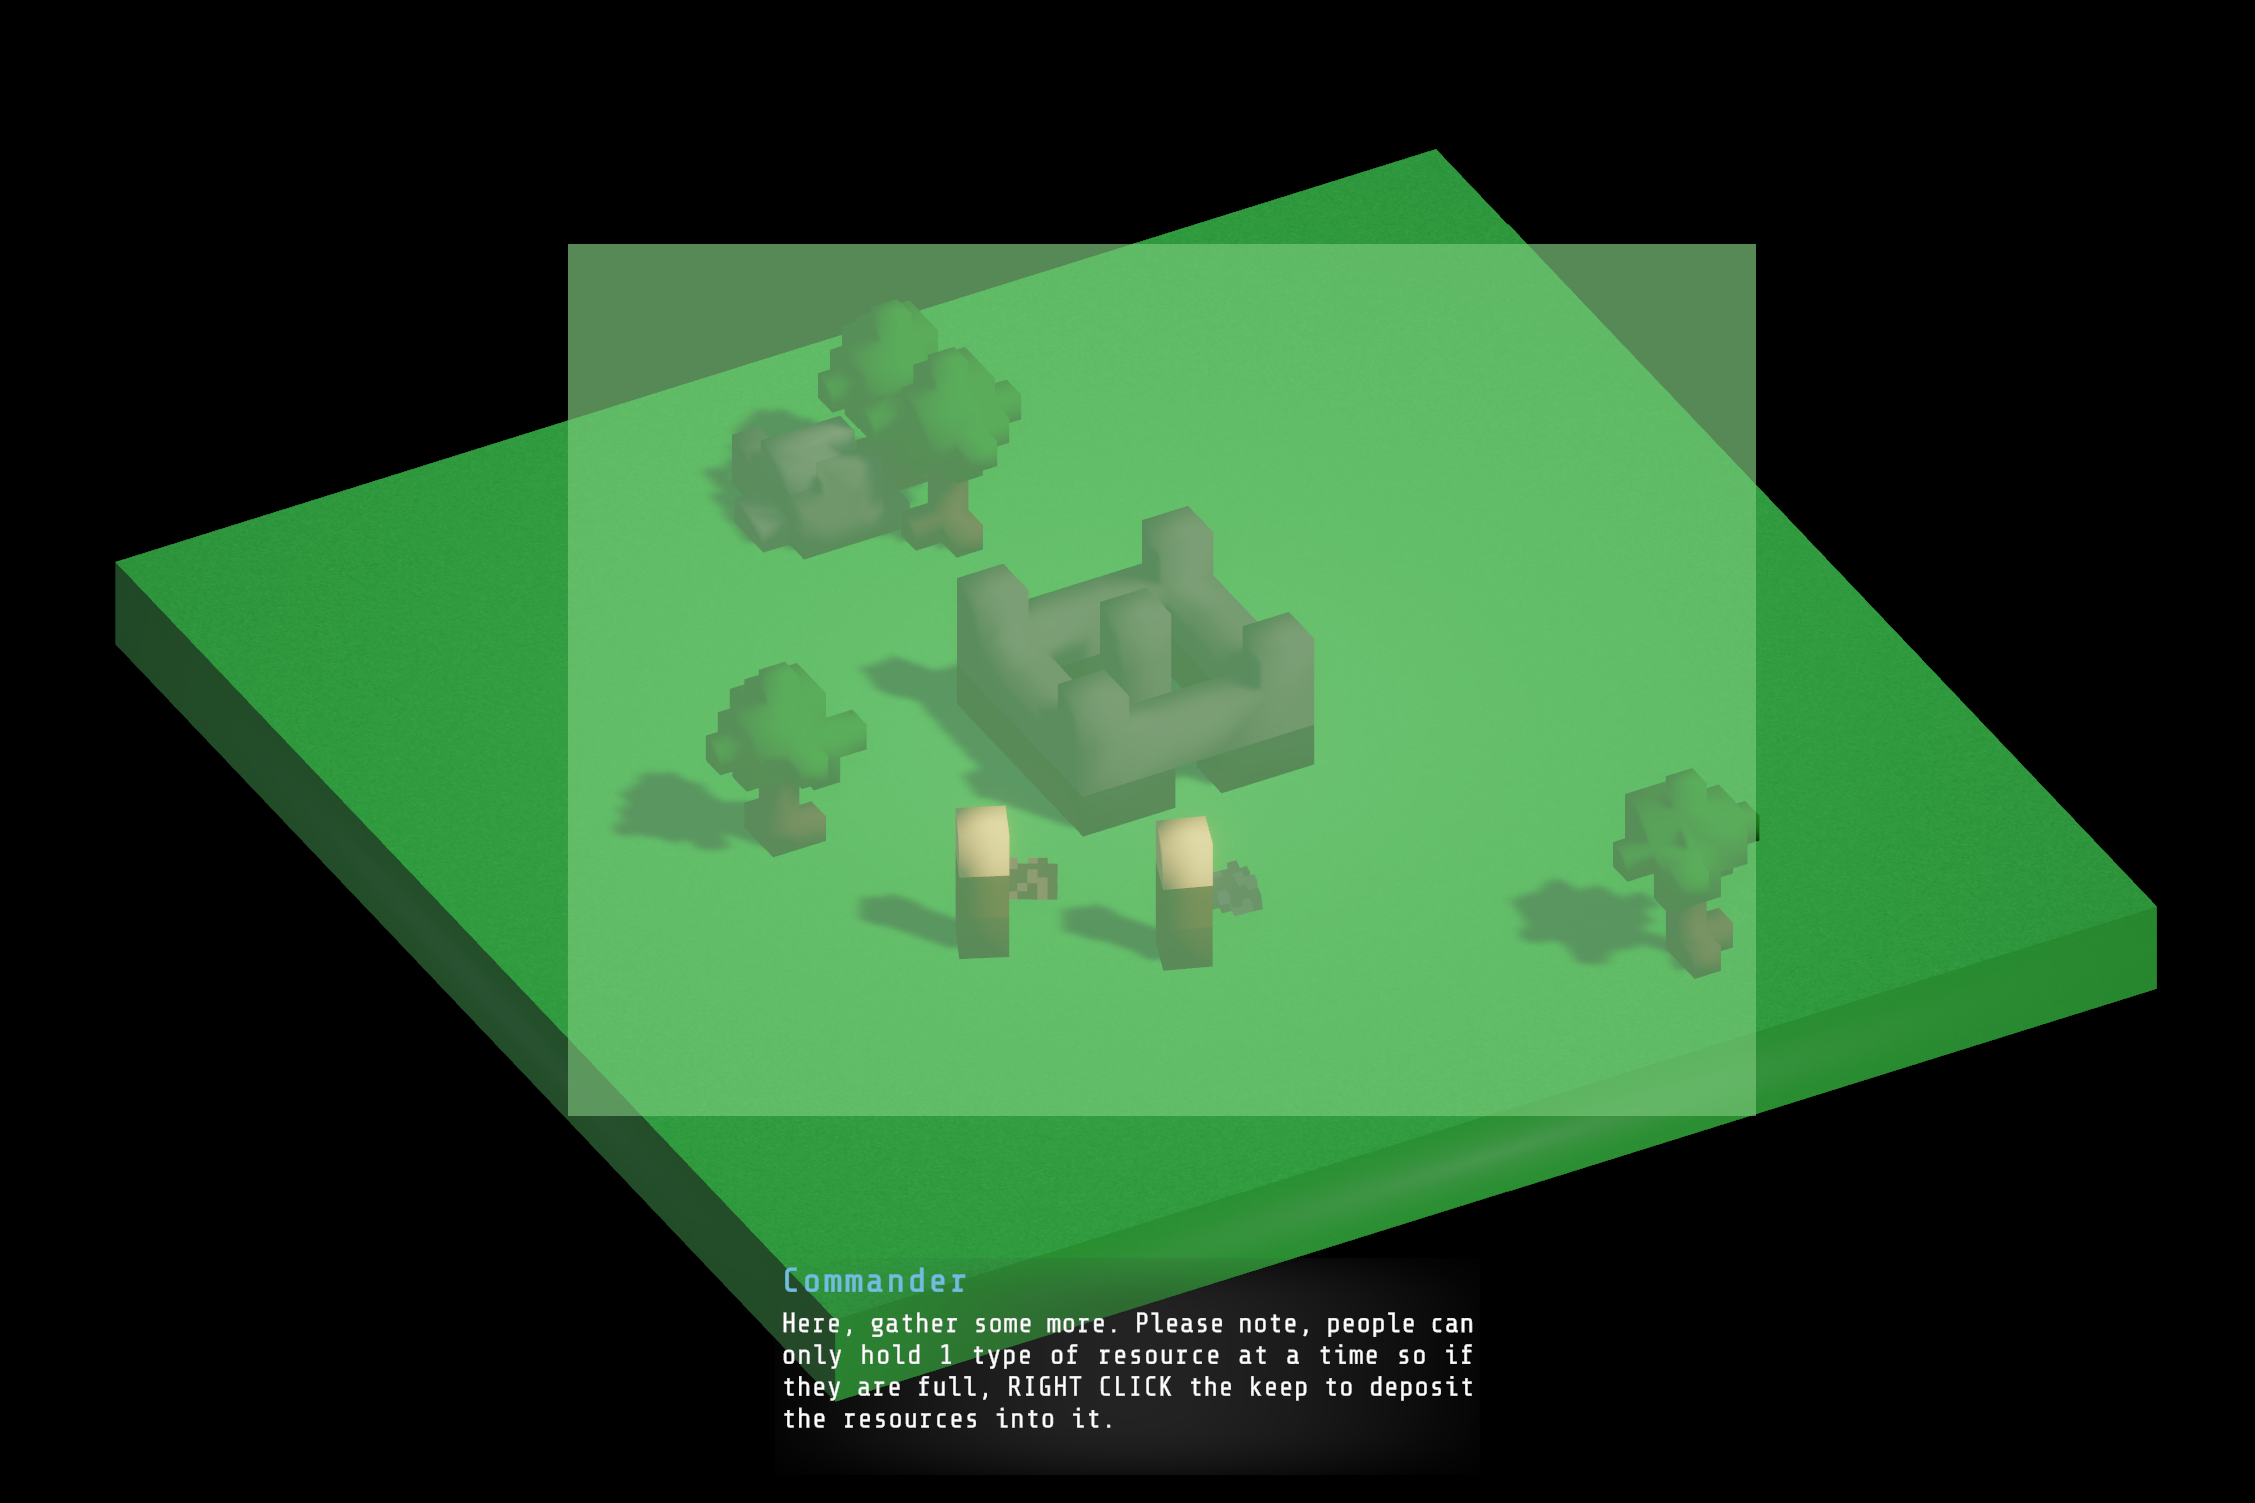 Commander
Here, gather some more. Please note, people can
only hold 1 type of resource at a time so if
they are full, RIGHT CLICK the keep to deposit
the resources into it.